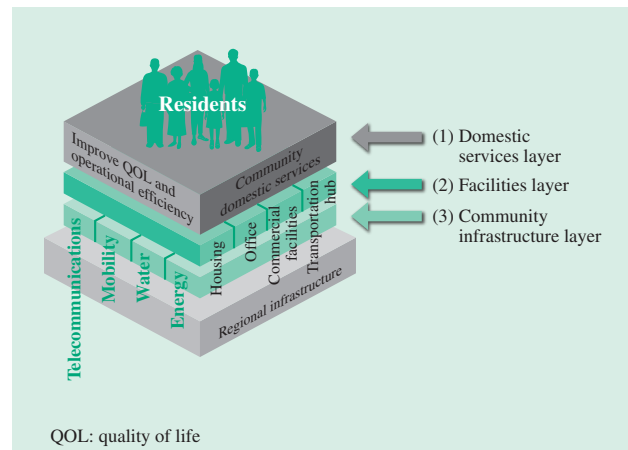 Residents
Improve QOL and
operational efficiency
Community
domestic services
(1) Domestic
services layer
(2) Facilities layer
(3) Community
infrastructure layer
Telecommunications
Mobility
Water
Energy
Housing
Office
Commercial
facilities
Transportation
hub
Regional infrastructure
QOL: quality of life